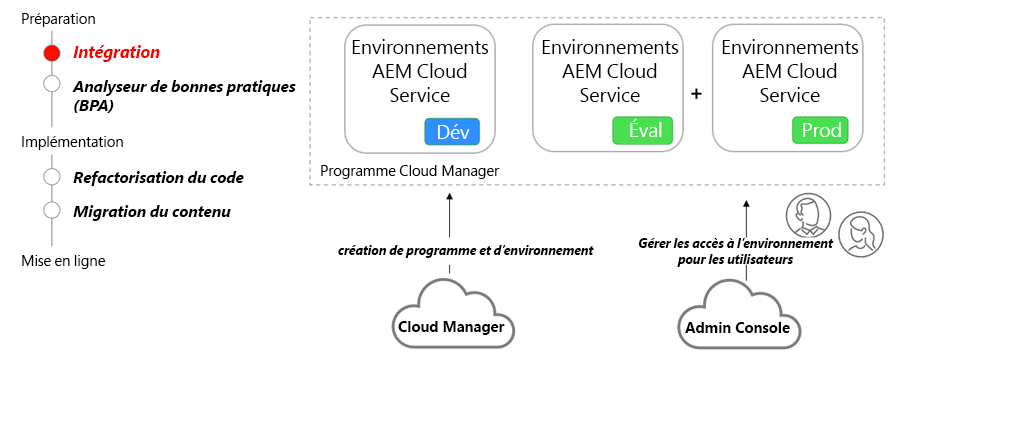 Préparation
Intégration
Analyseur de bonnes pratiques
(BPA)
Implémentation
Refactorisation du code
Migration du contenu
Mise en ligne
Environnements
AEM Cloud
Service
Dév
Environnements
AEM Cloud
Service
Éval
+
Environnements
AEM Cloud
Service
Prod
Programme Cloud Manager
création de programme et d’environnement
Gérer les accès à l’environnement
pour les utilisateurs
Cloud Manager
Admin Console